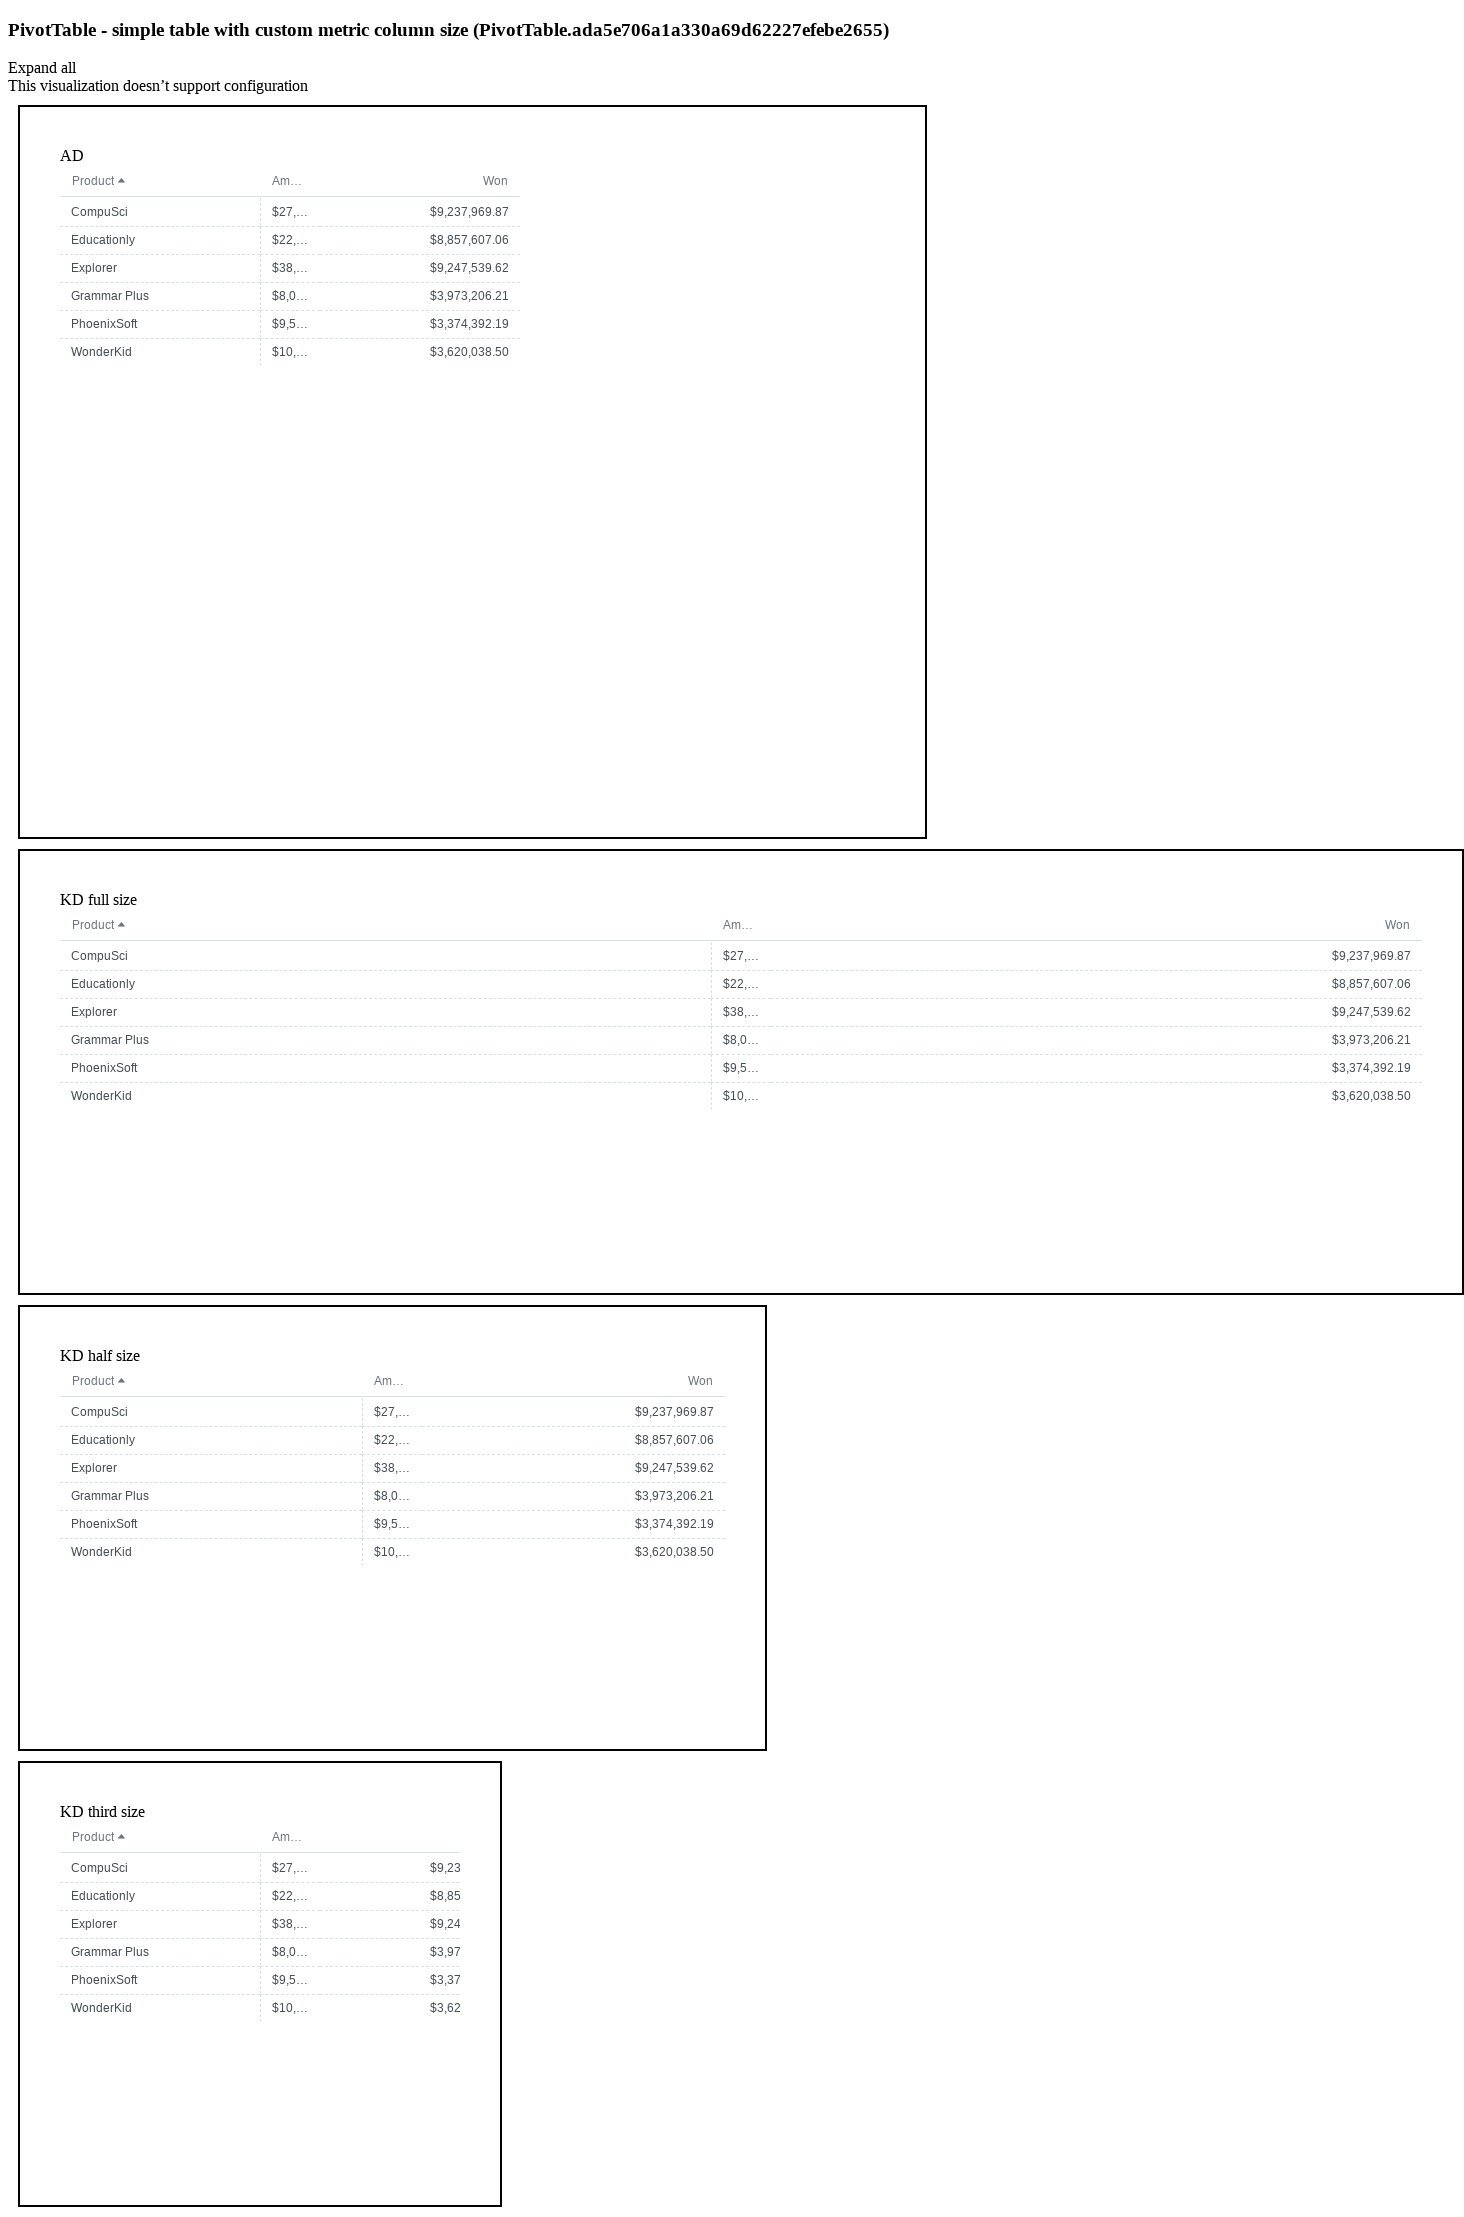 PivotTable - simple table with custom metric column size (PivotTable.ada5e706a1a330a69d62227efebe2655)
Expand all
This visualization doesn’t support configuration
AD
Product Am… Won
CompuSci $27,… $9,237,969.87
Educationly $22,… $8,857,607.06
Explorer $38,… $9,247,539.62
Grammar Plus $8,0… $3,973,206.21
PhoenixSoft $9,5… $3,374,392.19
WonderKid $10,… $3,620,038.50
KD full size
Product Am… Won
CompuSci $27,… $9,237,969.87
Educationly $22,… $8,857,607.06
Explorer $38,… $9,247,539.62
Grammar Plus $8,0… $3,973,206.21
PhoenixSoft $9,5… $3,374,392.19
WonderKid $10,… $3,620,038.50
KD half size
Product Am… Won
CompuSci $27,… $9,237,969.87
Educationly $22,… $8,857,607.06
Explorer $38,… $9,247,539.62
Grammar Plus $8,0… $3,973,206.21
PhoenixSoft $9,5… $3,374,392.19
WonderKid $10,… $3,620,038.50
KD third size
Product Am…
CompuSci $27,… $9,23
Educationly $22,… $8,85
Explorer $38,… $9,24
Grammar Plus $8,0… $3,97
PhoenixSoft $9,5… $3,37
WonderKid $10,… $3,62